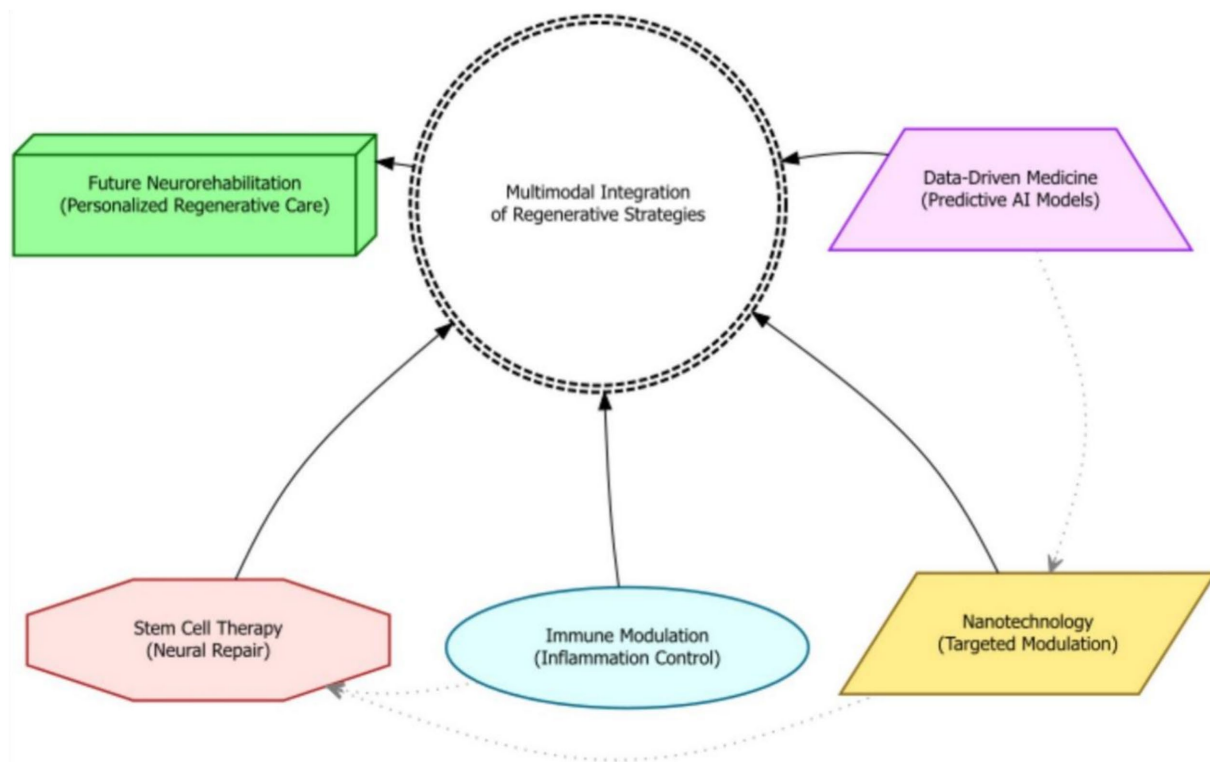 Future Neurorehabilitation
(Personalized Regenerative Care)
Multimodal Integration
of Regenerative Strategies
Data-Driven Medicine
(Predictive AI Models)
Stem Cell Therapy
(Neural Repair)
Immune Modulation
(Inflammation Control)
Nanotechnology
(Targeted Modulation)